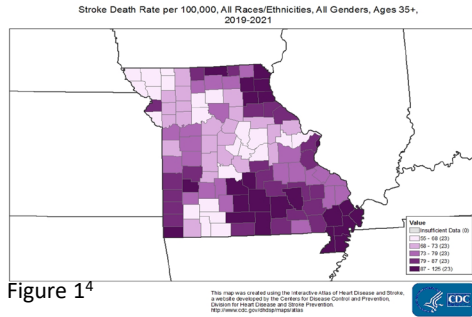 Stroke Death Rate per 100,000, All Races/Ethnicities, All Genders, Ages 35+,
2019-2021
Value
Insufficient Data (0)
55 - 68 (23)
68 - 73 (23)
73 - 79 (23)
79 - 87 (23)
87 - 125 (23)
Figure 1⁴
This map was created using the Interactive Atlas of Heart Disease and Stroke,
a website developed by the Centers for Disease Control and Prevention,
Division for Heart Disease and Stroke Prevention.
http://www.cdc.gov/dhdsp/maps/atlas
CDC